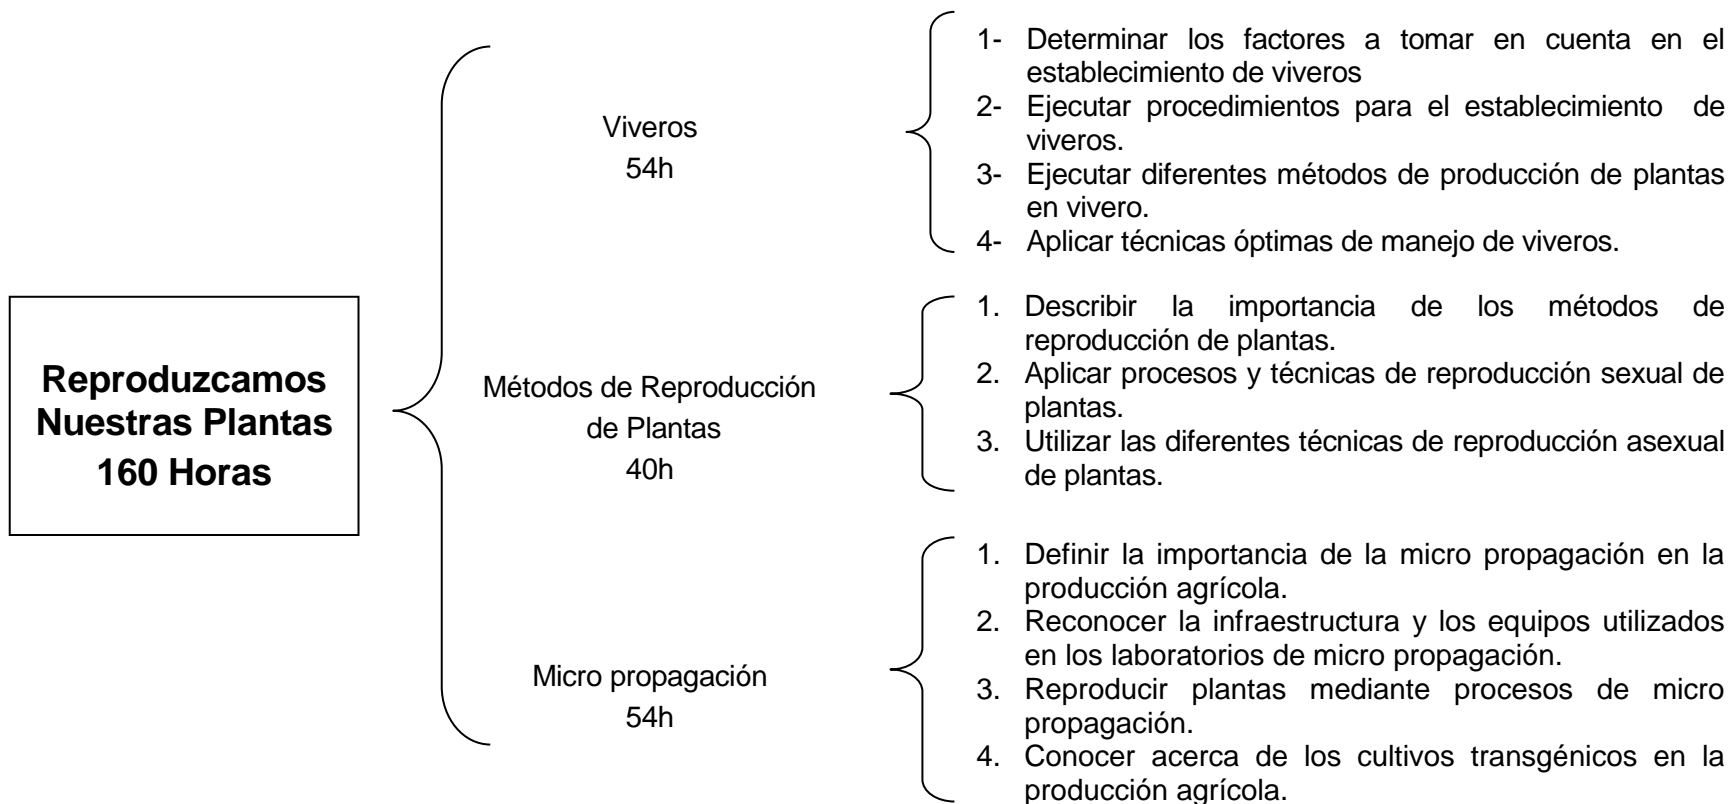 Reproduzcamos
Nuestras Plantas
160 Horas
Viveros
54h
1- Determinar los factores a tomar en cuenta en el
establecimiento de viveros
2- Ejecutar procedimientos para el establecimiento de
viveros.
3- Ejecutar diferentes métodos de producción de plantas
en vivero.
4- Aplicar técnicas óptimas de manejo de viveros.
Métodos de Reproducción
de Plantas
40h
1. Describir la importancia de los métodos de
reproducción de plantas.
2. Aplicar procesos y técnicas de reproducción sexual de
plantas.
3. Utilizar las diferentes técnicas de reproducción asexual
de plantas.
Micro propagación
54h
1. Definir la importancia de la micro propagación en la
producción agrícola.
2. Reconocer la infraestructura y los equipos utilizados
en los laboratorios de micro propagación.
3. Reproducir plantas mediante procesos de micro
propagación.
4. Conocer acerca de los cultivos transgénicos en la
producción agrícola.